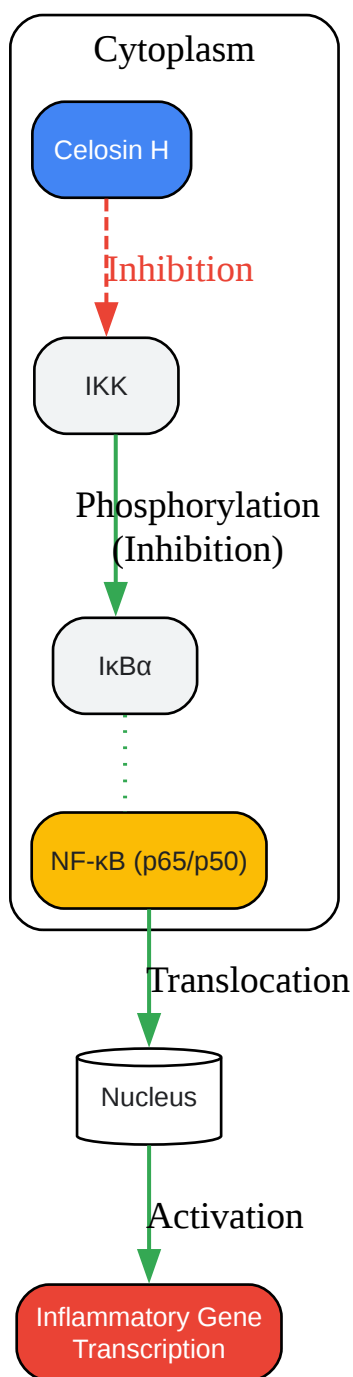 Cytoplasm
Celosin H
Inhibition
IKK
Phosphorylation
(Inhibition)
IκBα
NF-κB (p65/p50)
Translocation
Nucleus
Activation
Inflammatory Gene
Transcription